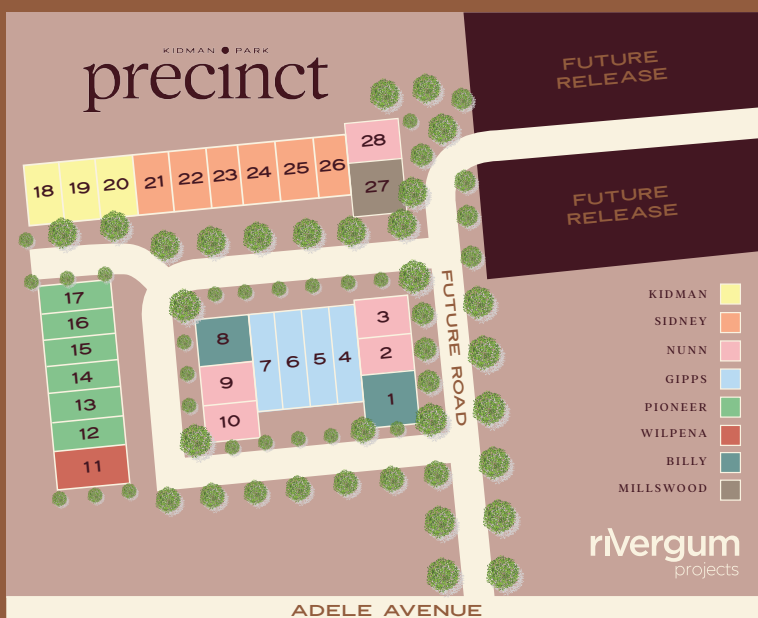 KIDMAN ● PARK
precinct
FUTURE
RELEASE
28
27
18 19 20 21 22 23 24 25 26
FUTURE
RELEASE
17
16
15
14
13
12
11
8
9
10
7 6 5 4
3
2
1
FUTURE ROAD
KIDMAN
SIDNEY
NUNN
GIPPS
PIONEER
WILPENA
BILLY
MILLSWOOD
rivergum
projects
ADELE AVENUE